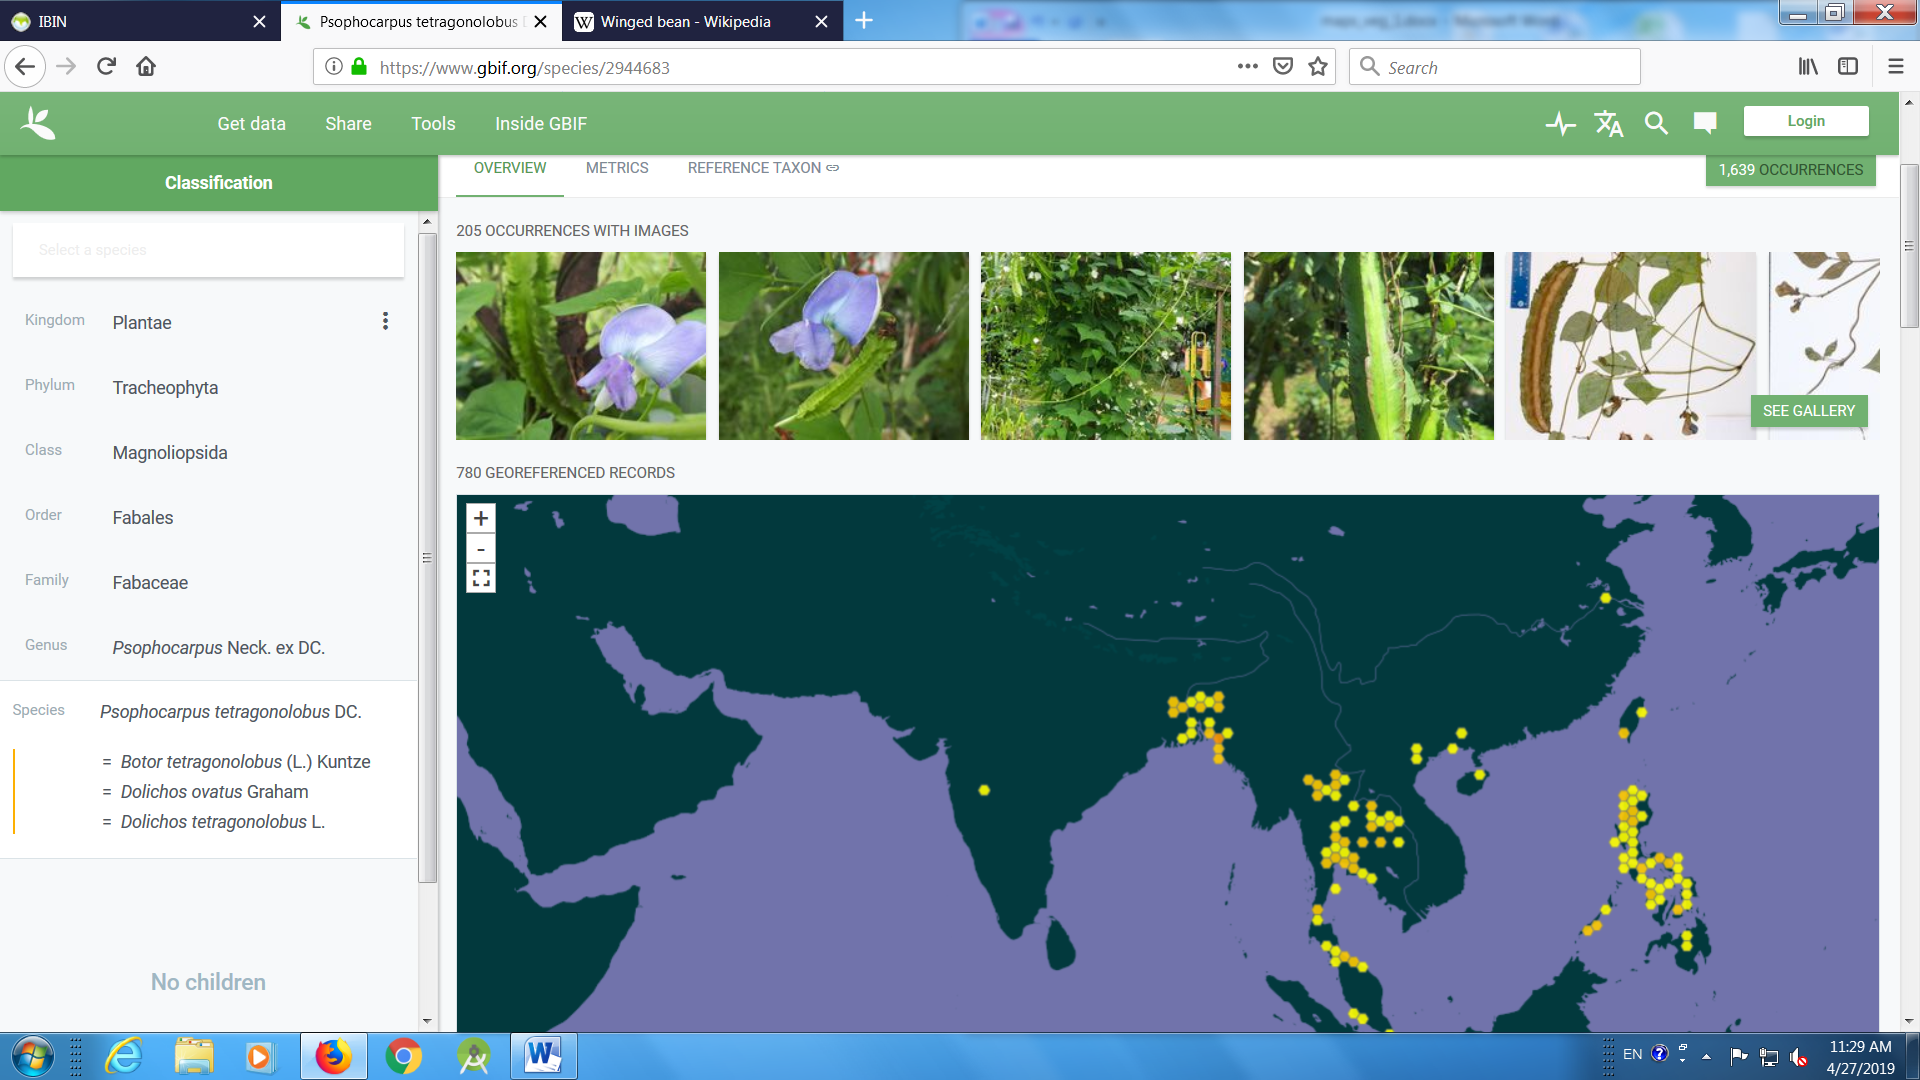 IBIN
Psophocarpus tetragonolobus D
Winged bean - Wikipedia
https://www.gbif.org/species/2944683
Search
Get data
Share
Tools
Inside GBIF
Login
Classification
OVERVIEW
METRICS
REFERENCE TAXON
1,639 OCCURRENCES
Select a species
Kingdom Plantae
Phylum Tracheophyta
Class Magnoliopsida
Order Fabales
Family Fabaceae
Genus Psophocarpus Neck. ex DC.
Species Psophocarpus tetragonolobus DC.
= Botor tetragonolobus (L.) Kuntze
= Dolichos ovatus Graham
= Dolichos tetragonolobus L.
No children
205 OCCURRENCES WITH IMAGES
SEE GALLERY
780 GEOREFERENCED RECORDS
+
-
EN
11:29 AM
4/27/2019